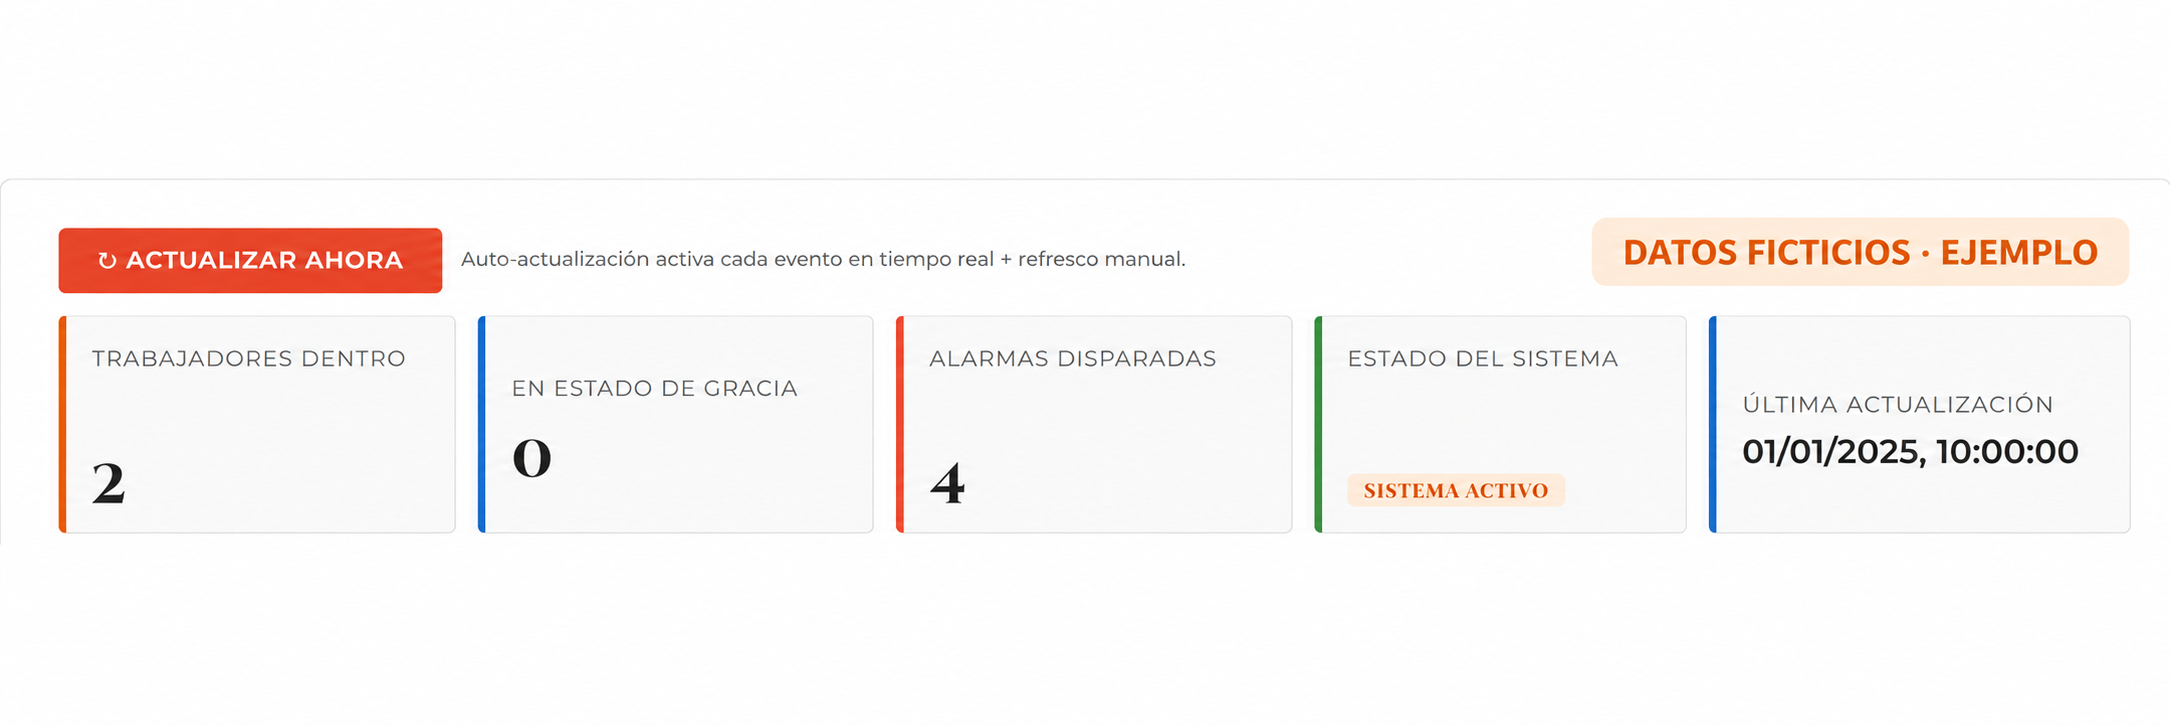 ↻ ACTUALIZAR AHORA
Auto-actualización activa cada evento en tiempo real + refresco manual.
DATOS FICTICIOS · EJEMPLO
TRABAJADORES DENTRO
2
EN ESTADO DE GRACIA
0
ALARMAS DISPARADAS
4
ESTADO DEL SISTEMA
SISTEMA ACTIVO
ÚLTIMA ACTUALIZACIÓN
01/01/2025, 10:00:00